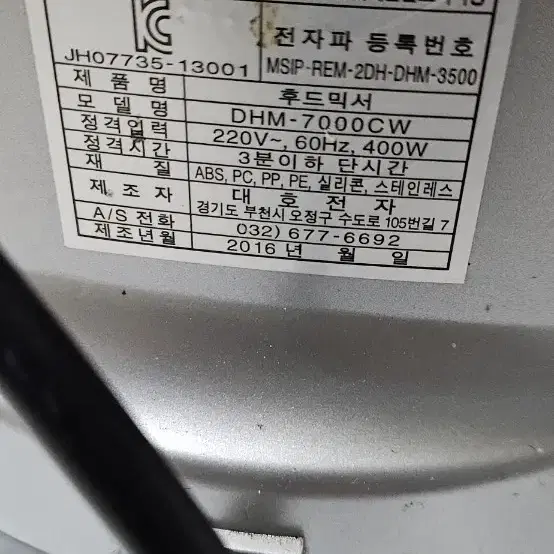 KC
전자파 등록번호
JH07735-13001
MSIP-REM-2DH-DHM-3500
제품명 후드믹서
모델명 DHM-7000CW
정격입력 220V~, 60Hz, 400W
정격시간 3분이하 단시간
재질 ABS, PC, PP, PE, 실리콘, 스테인레스
제조자 대호전자
경기도 부천시 오정구 수도로 105번길 7
A/S 전화 032) 677-6692
제조년월 2016년 월 일